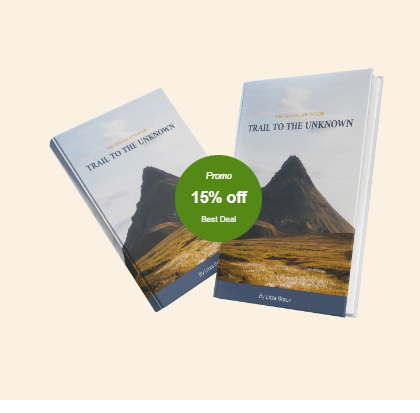 TRAIL TO THE UNKNOWN
TRAIL TO THE UNKNOWN
Promo
15% off
Best Deal